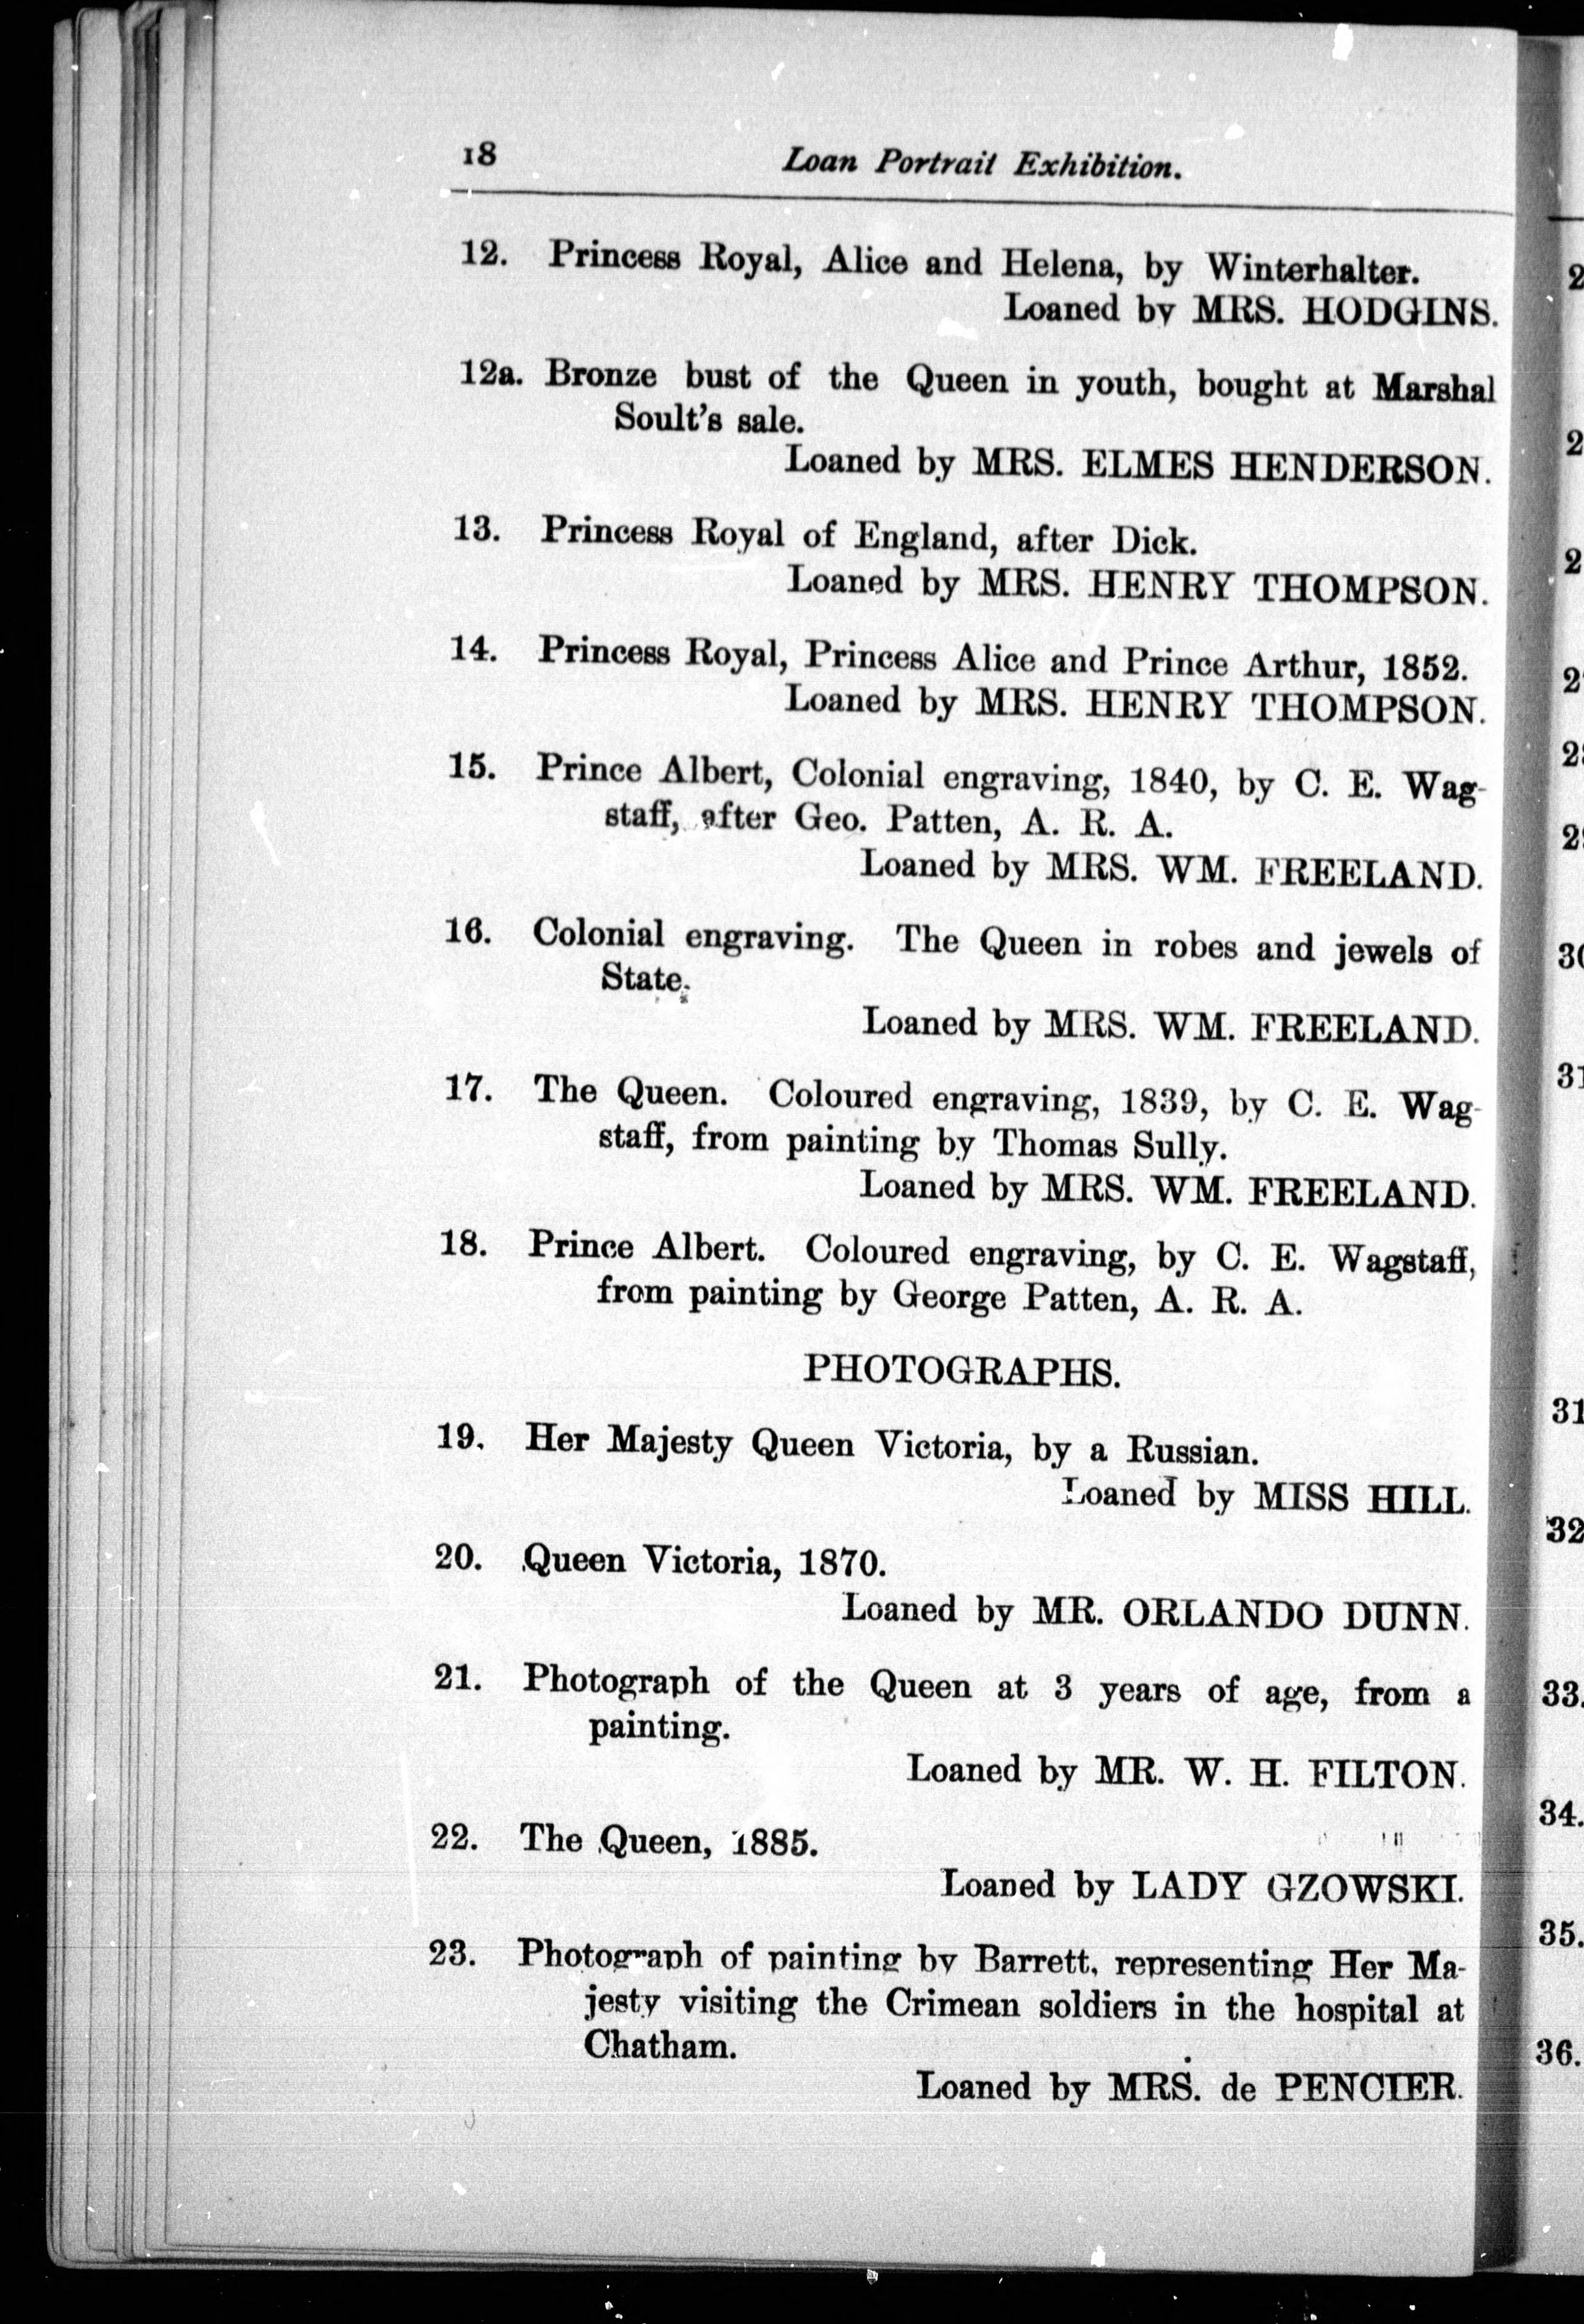 18 Loan Portrait Exhibition.
12. Princess Royal, Alice and Helena, by Winterhalter.
Loaned by MRS. HODGINS.
12a. Bronze bust of the Queen in youth, bought at Marshal
Soult's sale.
Loaned by MRS. ELMES HENDERSON.
13. Princess Royal of England, after Dick.
Loaned by MRS. HENRY THOMPSON.
14. Princess Royal, Princess Alice and Prince Arthur, 1852.
Loaned by MRS. HENRY THOMPSON.
15. Prince Albert, Colonial engraving, 1840, by C. E. Wag-
staff, after Geo. Patten, A. R. A.
Loaned by MRS. WM. FREELAND.
16. Colonial engraving. The Queen in robes and jewels of
State.
Loaned by MRS. WM. FREELAND.
17. The Queen. Coloured engraving, 1839, by C. E. Wag-
staff, from painting by Thomas Sully.
Loaned by MRS. WM. FREELAND.
18. Prince Albert. Coloured engraving, by C. E. Wagstaff,
from painting by George Patten, A. R. A.
PHOTOGRAPHS.
19. Her Majesty Queen Victoria, by a Russian.
Loaned by MISS HILL.
20. Queen Victoria, 1870.
Loaned by MR. ORLANDO DUNN.
21. Photograph of the Queen at 3 years of age, from a
painting.
Loaned by MR. W. H. FILTON.
22. The Queen, 1885.
Loaned by LADY GZOWSKI.
23. Photograph of painting by Barrett, representing Her Ma-
jesty visiting the Crimean soldiers in the hospital at
Chatham.
Loaned by MRS. de PENCIER.
31
31
32
33.
34.
35.
36.